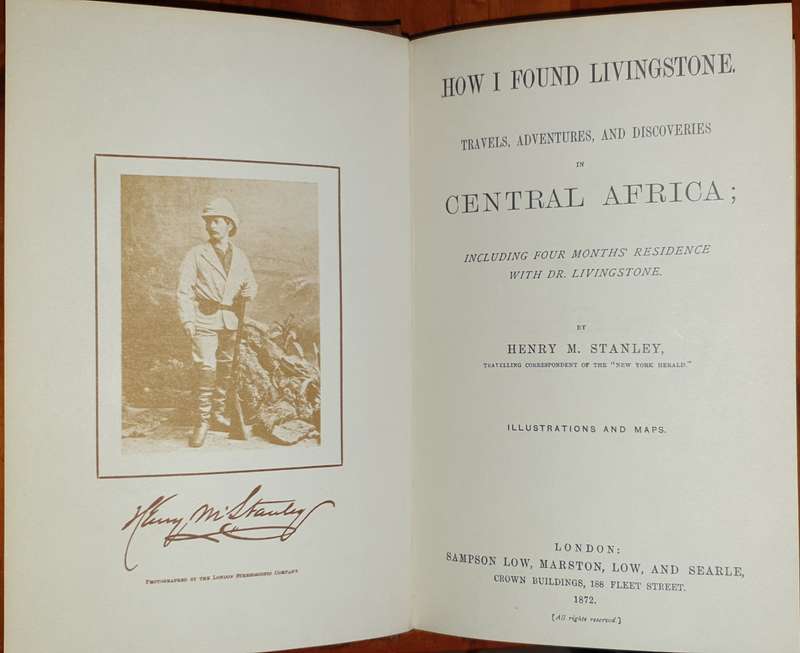 Henry M. Stanley
PHOTOGRAPHED BY THE LONDON STEREOSCOPIC COMPANY.
HOW I FOUND LIVINGSTONE.
TRAVELS, ADVENTURES, AND DISCOVERIES
IN
CENTRAL AFRICA;
INCLUDING FOUR MONTHS' RESIDENCE
WITH DR. LIVINGSTONE.
BY
HENRY M. STANLEY,
TRAVELLING CORRESPONDENT OF THE "NEW YORK HERALD."
ILLUSTRATIONS AND MAPS.
LONDON:
SAMPSON LOW, MARSTON, LOW, AND SEARLE,
CROWN BUILDINGS, 188 FLEET STREET.
1872.
[All rights reserved.]